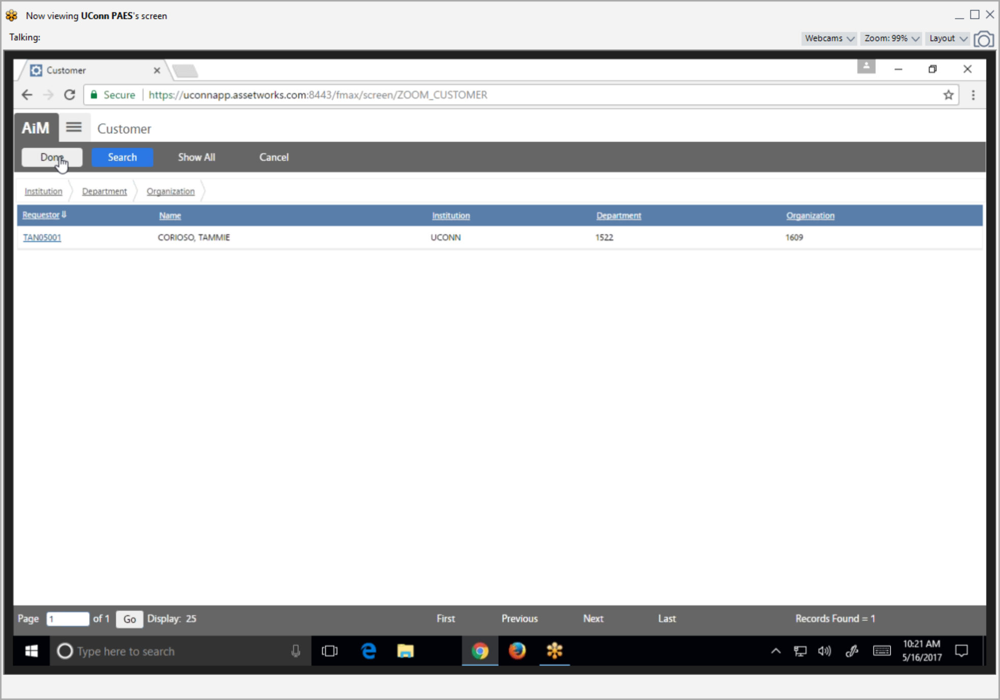 Now viewing UConn PAES's screen
Talking:
Webcams Zoom: 99% Layout
Customer
Secure https://uconnapp.assetworks.com:8443/fmax/screen/ZOOM_CUSTOMER
AiM Customer
Done Search Show All Cancel
Institution Department Organization
Requestor Name Institution Department Organization
TAN05001 CORIOSO, TAMMIE UCONN 1522 1609
Page 1 of 1 Go Display: 25 First Previous Next Last Records Found = 1
Type here to search
10:21 AM
5/16/2017